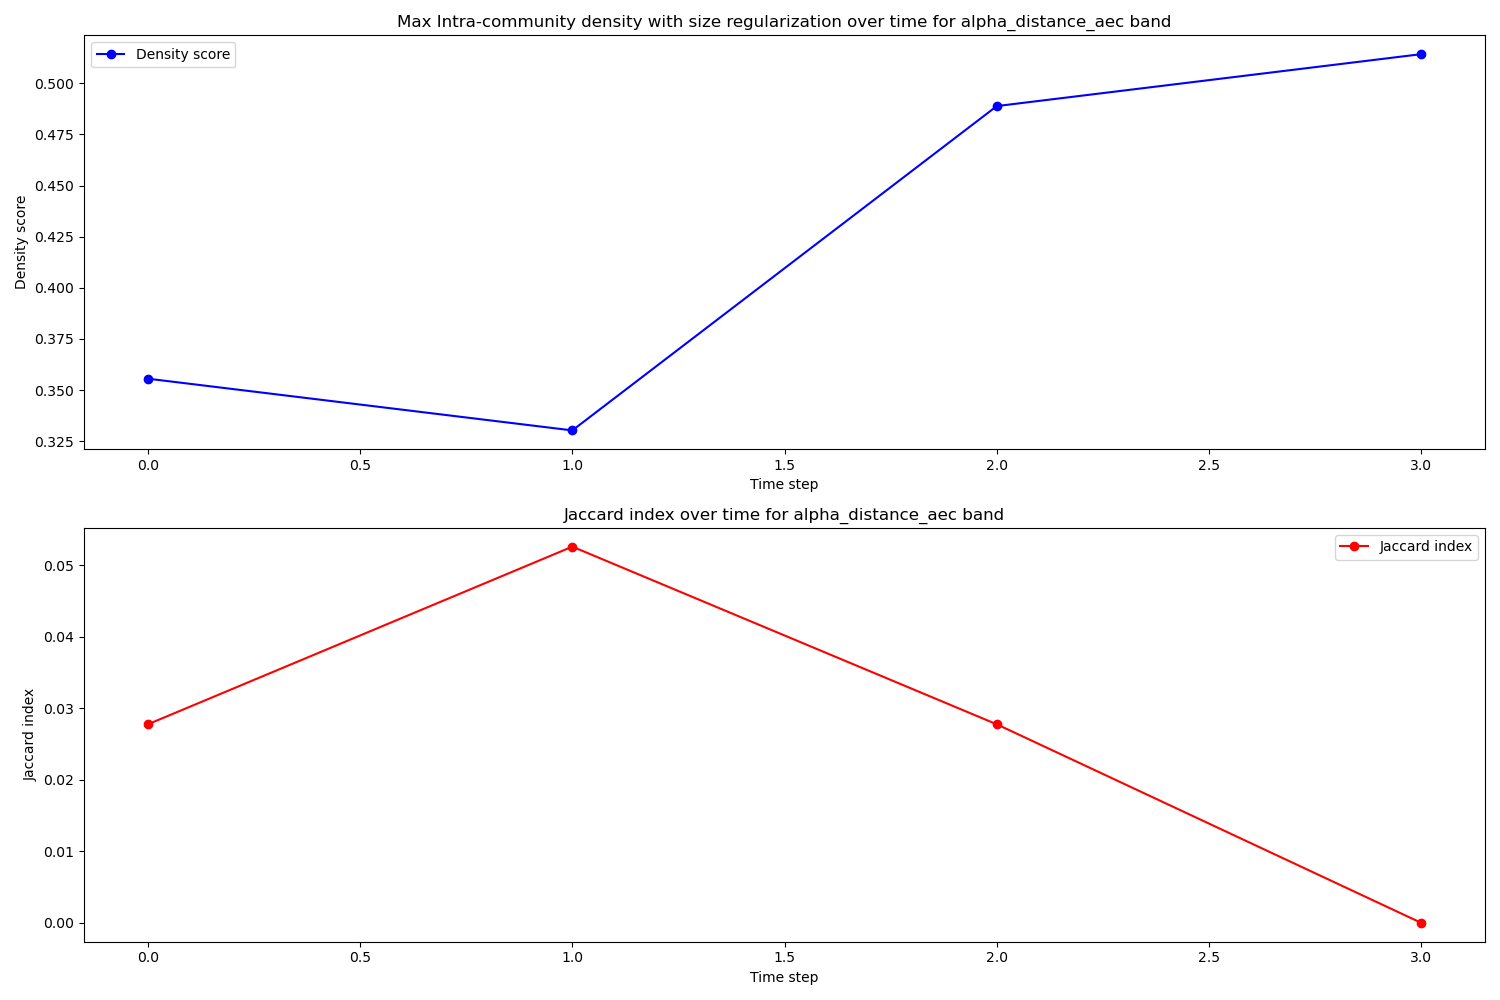 Max Intra-community density with size regularization over time for alpha_distance_aec band
Density score
0.500
0.475
0.450
0.425
0.400
0.375
0.350
0.325
Density score
0.0 0.5 1.0 1.5 2.0 2.5 3.0
Time step
Jaccard index over time for alpha_distance_aec band
Jaccard index
0.05
0.04
0.03
0.02
0.01
0.00
Jaccard index
0.0 0.5 1.0 1.5 2.0 2.5 3.0
Time step